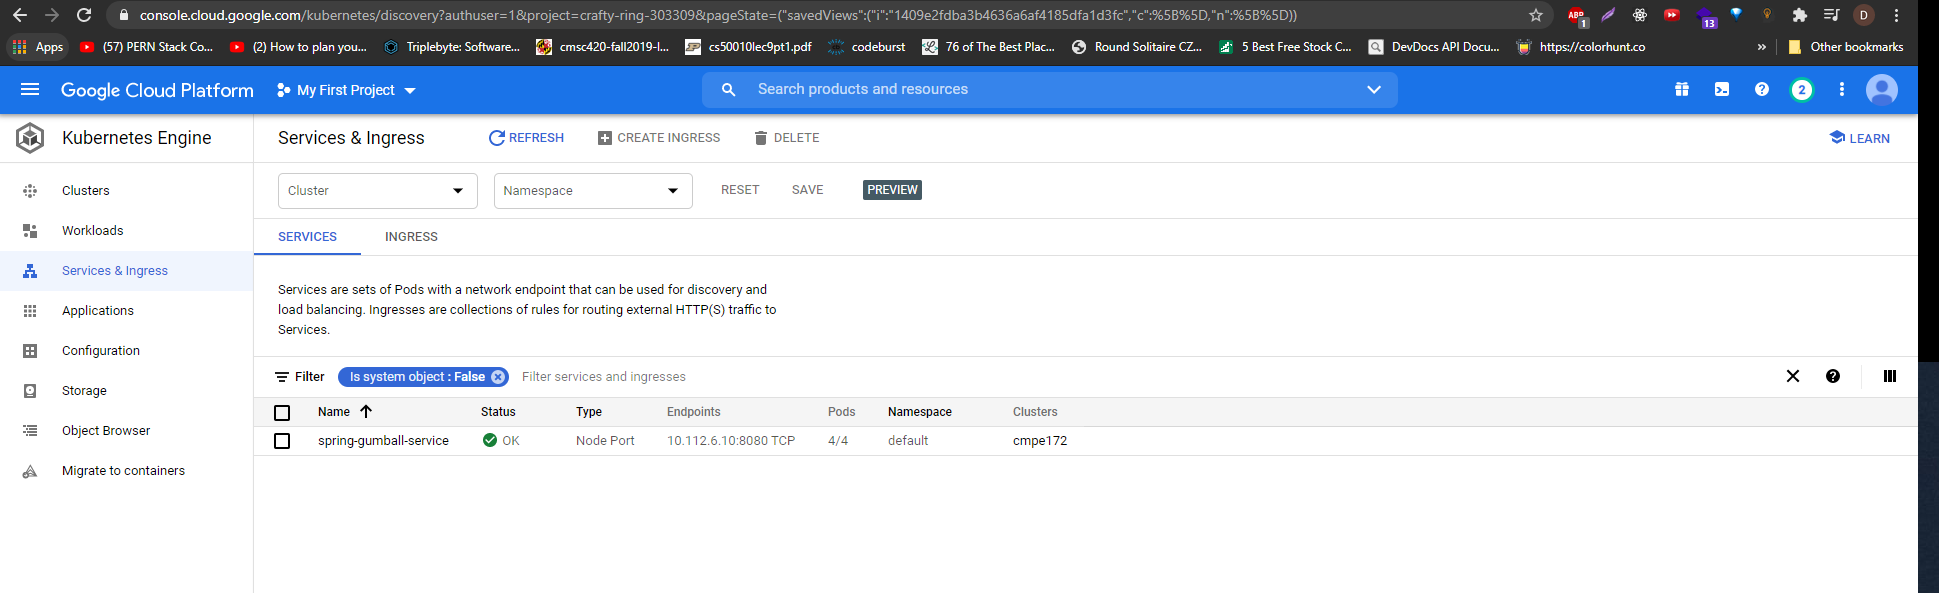 console.cloud.google.com/kubernetes/discovery?authuser=1&project=crafty-ring-303309&pageState=("savedViews":("i":"1409e2fdba3b4636a6af4185dfa1d3fc","c":%5B%5D,"n":%5B%5D))
ABP 1 13 D
Apps (57) PERN Stack Co... (2) How to plan you... Triplebyte: Software... cmsc420-fall2019-l... cs50010lec9pt1.pdf codeburst 76 of The Best Plac... Round Solitaire CZ... 5 Best Free Stock C... DevDocs API Docu... https://colorhunt.co » Other bookmarks
Google Cloud Platform My First Project Search products and resources 2
Kubernetes Engine Services & Ingress REFRESH CREATE INGRESS DELETE LEARN
Clusters
Workloads
Services & Ingress
Applications
Configuration
Storage
Object Browser
Migrate to containers
Cluster Namespace RESET SAVE PREVIEW
SERVICES INGRESS
Services are sets of Pods with a network endpoint that can be used for discovery and
load balancing. Ingresses are collections of rules for routing external HTTP(S) traffic to
Services.
Filter Is system object : False Filter services and ingresses
Name Status Type Endpoints Pods Namespace Clusters
spring-gumball-service OK Node Port 10.112.6.10:8080 TCP 4/4 default cmpe172